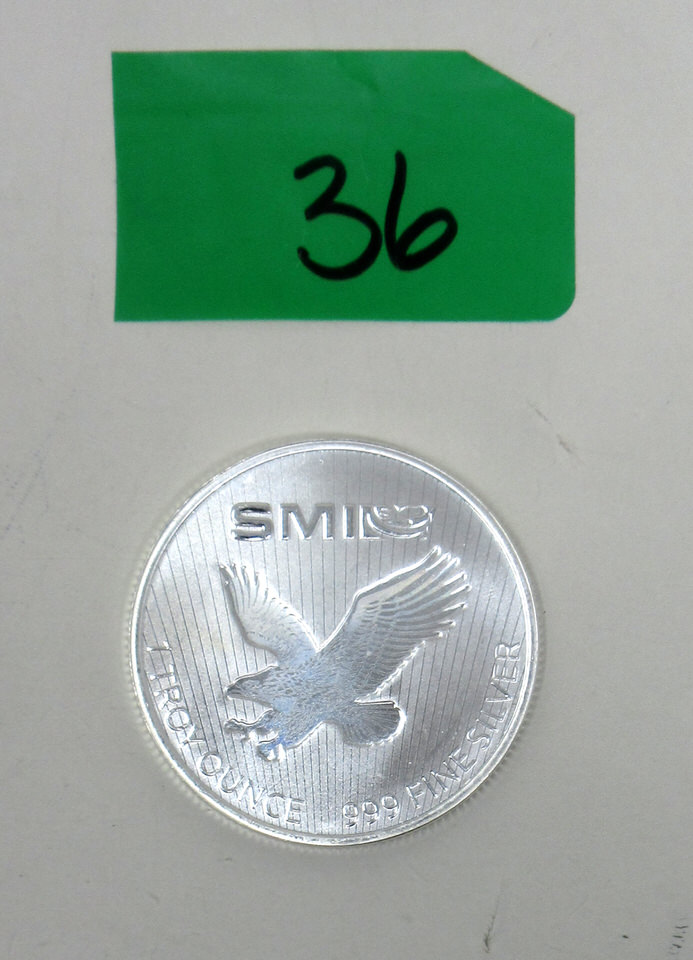 36
SMI
1 TROY OUNCE 999 FINE SILVER